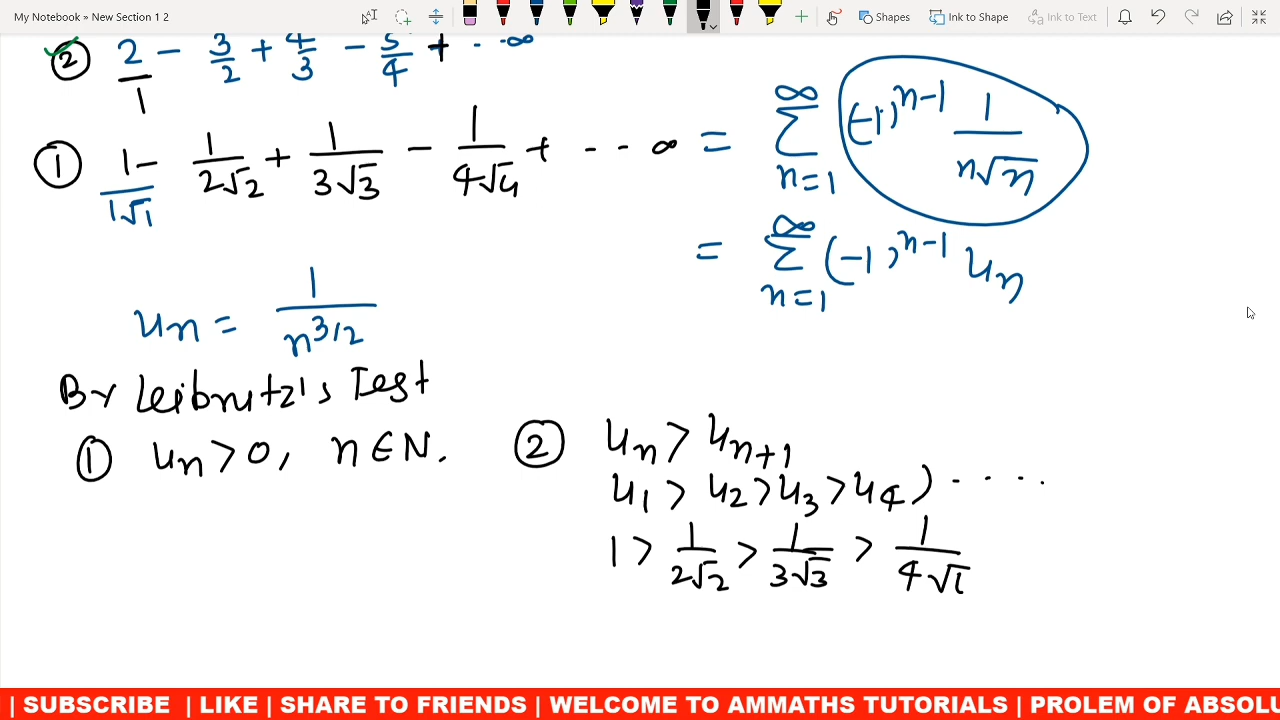 My Notebook » New Section 1 2
Shapes Ink to Shape Ink to Text
② 2/1 − 3/2 + 4/3 − 5/4 + - - ∞
① 1/1√1 − 1/2√2 + 1/3√3 − 1/4√4 + - - - ∞ = ∞ Σ n=1 (-1)^n-1 1/n√n
= ∞ Σ n=1 (-1)^n-1 un
un = 1/n^3/2
By Leibnitz's Test
① un > 0, n ∈ N.
② un > un+1
u1 > u2 > u3 > u4 ) - - - -
1 > 1/2√2 > 1/3√3 > 1/4√
| SUBSCRIBE | LIKE | SHARE TO FRIENDS | WELCOME TO AMMATHS TUTORIALS | PROLEM OF ABSOLU